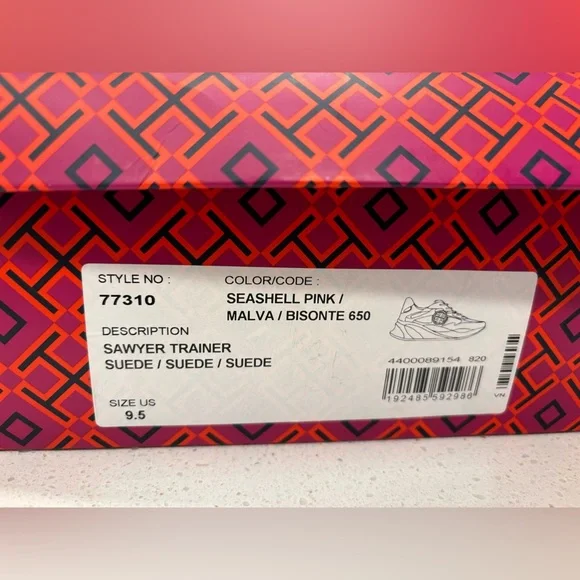 STYLE NO :
77310
COLOR/CODE :
SEASHELL PINK /
MALVA / BISONTE 650
DESCRIPTION
SAWYER TRAINER
SUEDE / SUEDE / SUEDE
SIZE US
9.5
4400089154 820
192485592986
VN